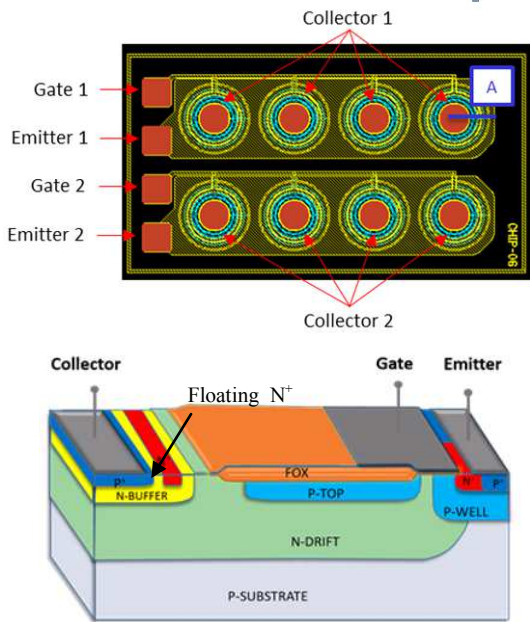 Collector 1
Gate 1
A
Emitter 1
Gate 2
Emitter 2
CHIP-06
Collector 2
Collector
Gate
Emitter
Floating N+
FOX
P+
N-BUFFER
P-TOP
N+
P+
P-WELL
N-DRIFT
P-SUBSTRATE